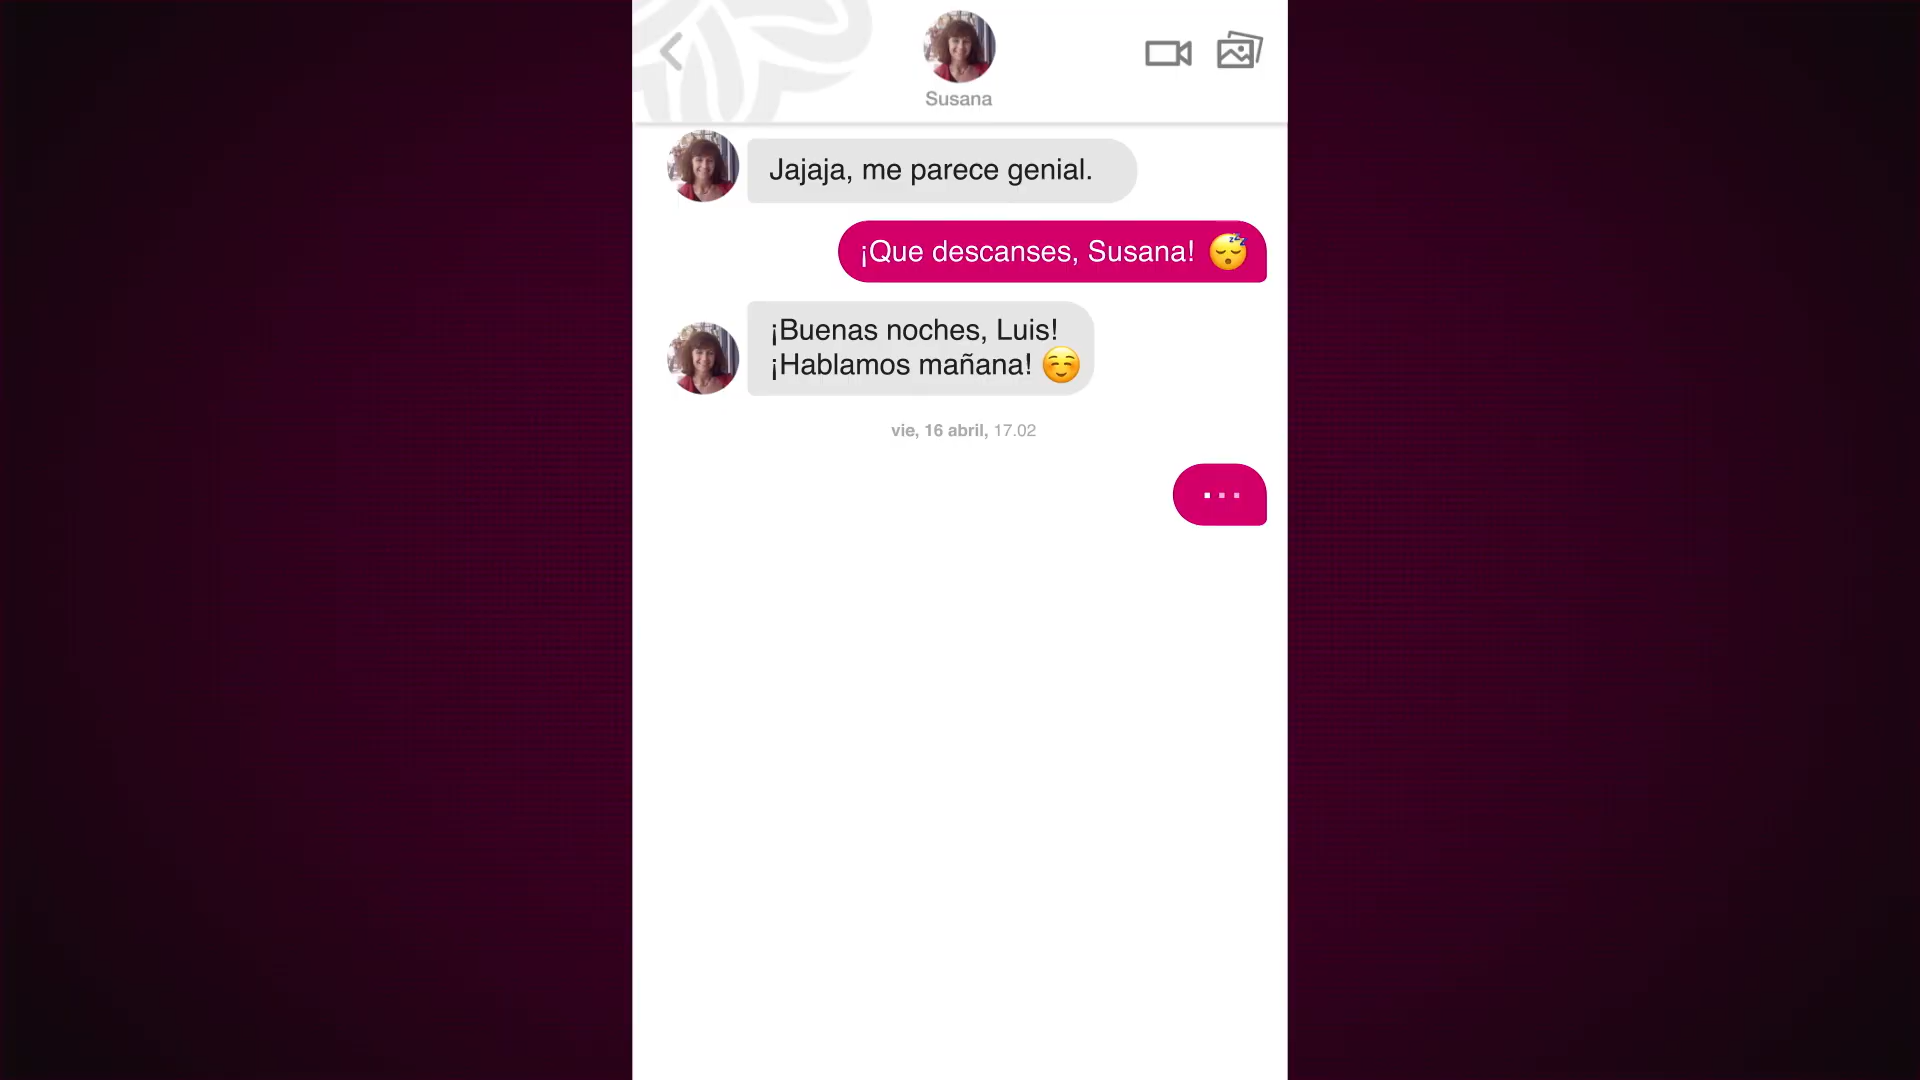 Susana
Jajaja, me parece genial.
¡Que descanses, Susana! 😴
¡Buenas noches, Luis!
¡Hablamos mañana! ☺️
vie, 16 abril, 17.02
...